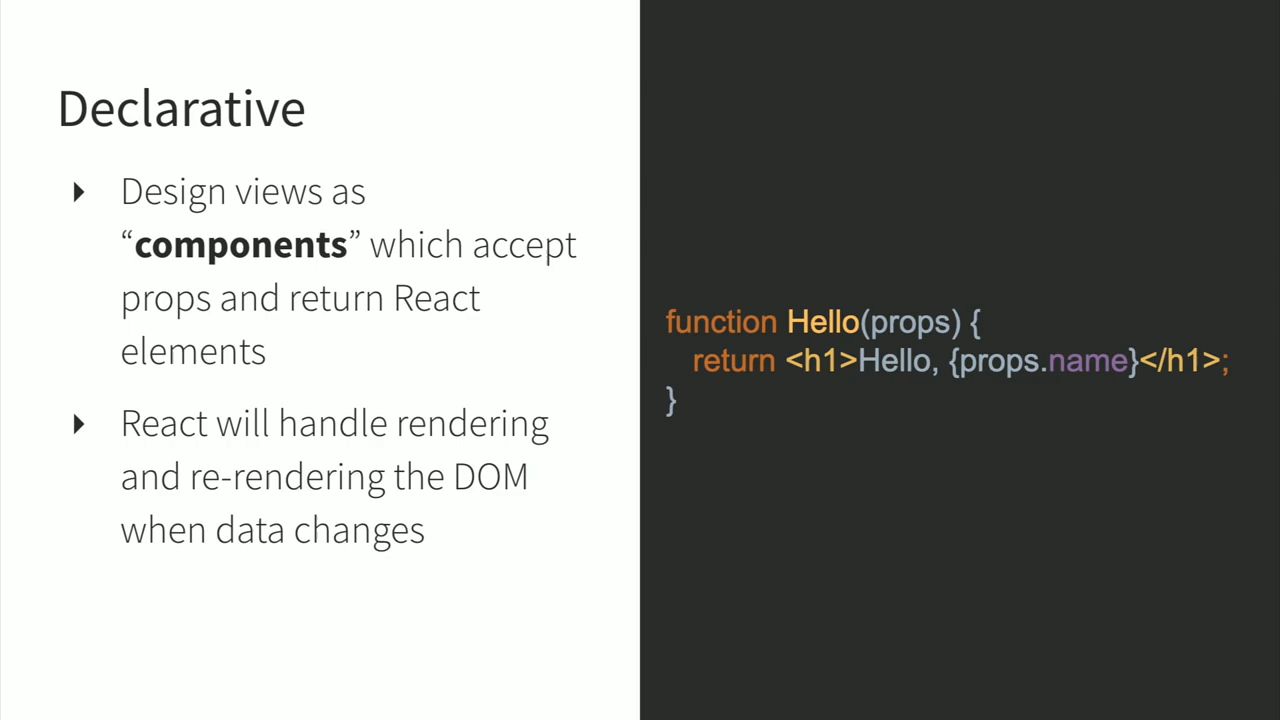 Declarative
Design views as
“components” which accept
props and return React
elements
React will handle rendering
and re-rendering the DOM
when data changes
function Hello(props) {
return <h1>Hello, {props.name}</h1>;
}